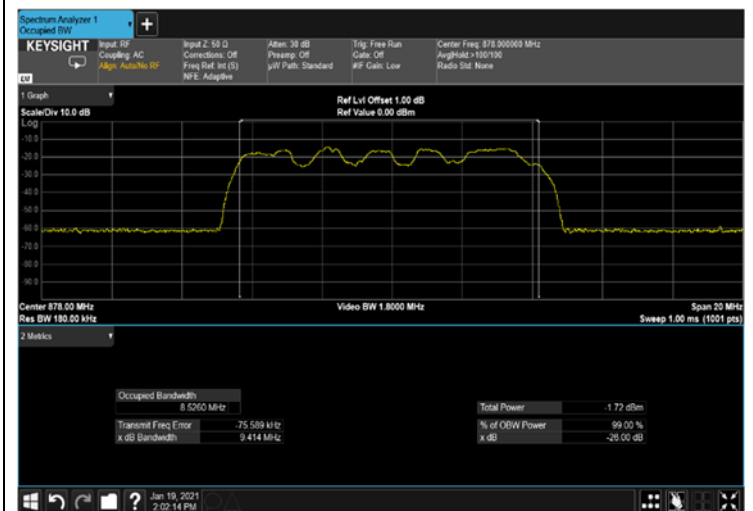 Spectrum Analyzer 1
Occupied BW
KEYSIGHT
Input: RF
Coupling: AC
Align: Auto/No RF
Input Z: 50 Ω
Corrections: Off
Freq Ref: Int (S)
NFE: Adaptive
Atten: 30 dB
Preamp: Off
µW Path: Standard
Trig: Free Run
Gate: Off
#IF Gain: Low
Center Freq: 878.000000 MHz
Avg|Hold:>100/100
Radio Std: None
1 Graph
Scale/Div 10.0 dB
Ref Lvl Offset 1.00 dB
Ref Value 0.00 dBm
Log
-10.0
-20.0
-30.0
-40.0
-50.0
-60.0
-70.0
-80.0
-90.0
Center 878.00 MHz
Video BW 1.8000 MHz
Span 20 MHz
Res BW 180.00 kHz
Sweep 1.00 ms (1001 pts)
2 Metrics
Occupied Bandwidth
8.5260 MHz
Total Power -1.72 dBm
Transmit Freq Error -75.589 kHz
% of OBW Power 99.00 %
x dB Bandwidth 9.414 MHz
x dB -26.00 dB
?
Jan 19, 2021
2:02:14 PM